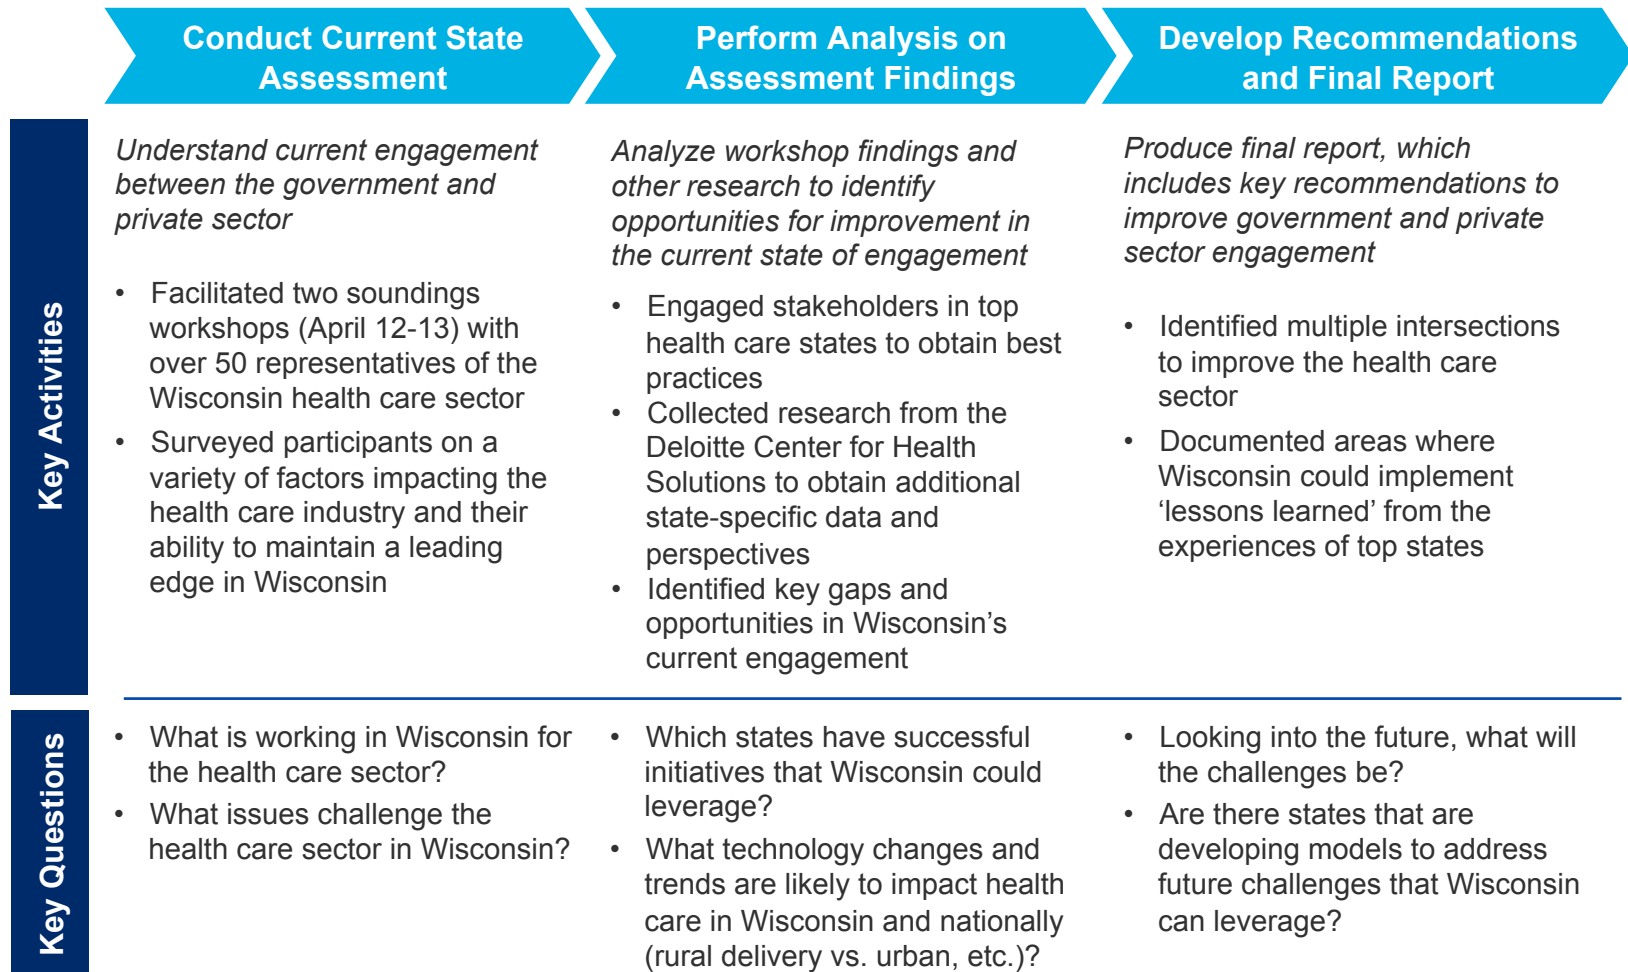 Conduct Current State
Assessment
Perform Analysis on
Assessment Findings
Develop Recommendations
and Final Report
Key Activities
Understand current engagement
between the government and
private sector
• Facilitated two soundings
workshops (April 12-13) with
over 50 representatives of the
Wisconsin health care sector
• Surveyed participants on a
variety of factors impacting the
health care industry and their
ability to maintain a leading
edge in Wisconsin
Analyze workshop findings and
other research to identify
opportunities for improvement in
the current state of engagement
• Engaged stakeholders in top
health care states to obtain best
practices
• Collected research from the
Deloitte Center for Health
Solutions to obtain additional
state-specific data and
perspectives
• Identified key gaps and
opportunities in Wisconsin’s
current engagement
Produce final report, which
includes key recommendations to
improve government and private
sector engagement
• Identified multiple intersections
to improve the health care
sector
• Documented areas where
Wisconsin could implement
‘lessons learned’ from the
experiences of top states
Key Questions
• What is working in Wisconsin for
the health care sector?
• What issues challenge the
health care sector in Wisconsin?
• Which states have successful
initiatives that Wisconsin could
leverage?
• What technology changes and
trends are likely to impact health
care in Wisconsin and nationally
(rural delivery vs. urban, etc.)?
• Looking into the future, what will
the challenges be?
• Are there states that are
developing models to address
future challenges that Wisconsin
can leverage?